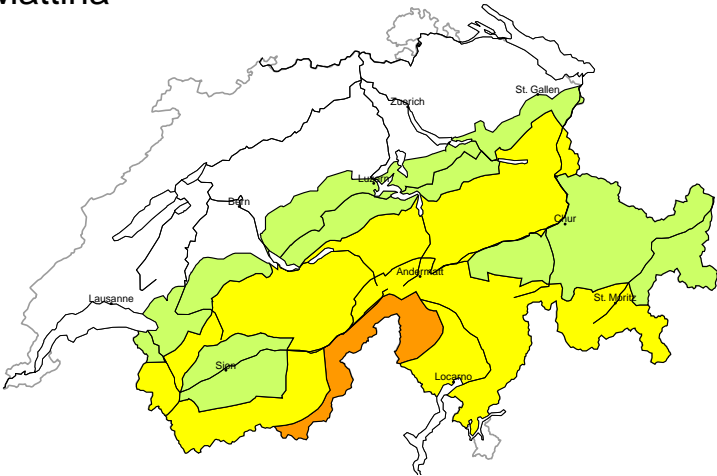 Mattina
St. Gallen
Zuerich
Luzern
Bern
Chur
Andermatt
Lausanne
St. Moritz
Sion
Locarno